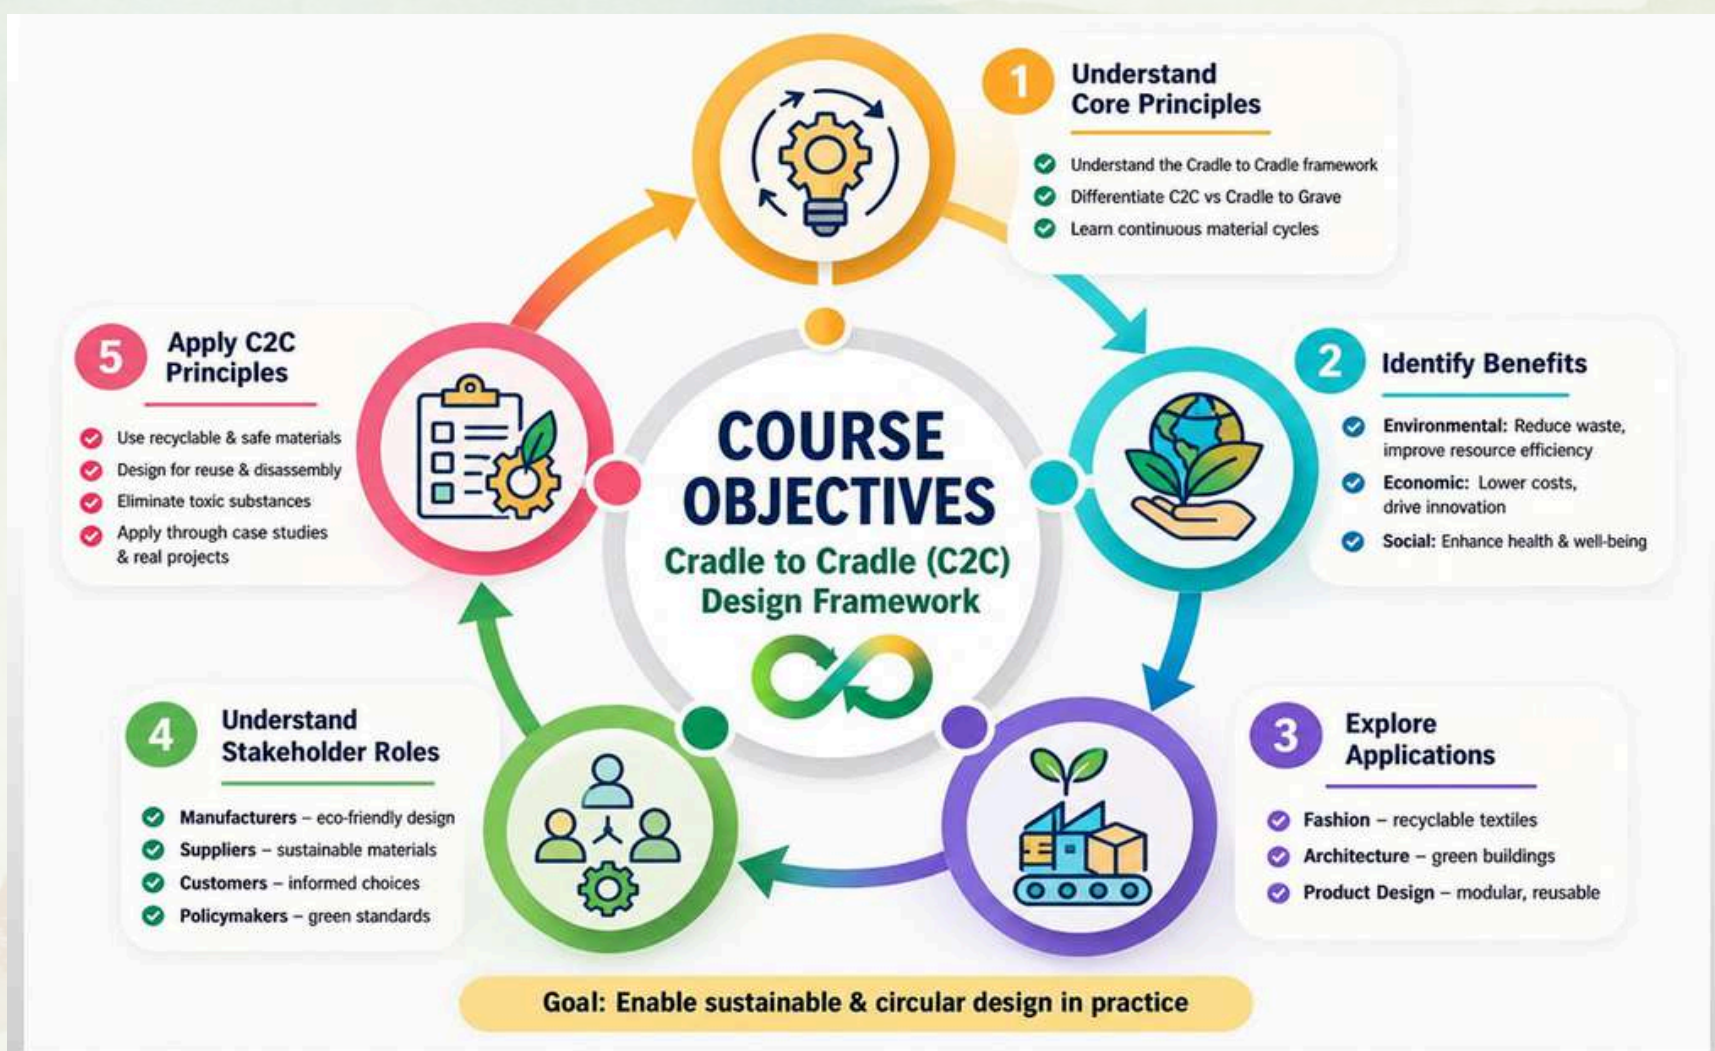 COURSE
OBJECTIVES
Cradle to Cradle (C2C)
Design Framework
1
Understand
Core Principles
Understand the Cradle to Cradle framework
Differentiate C2C vs Cradle to Grave
Learn continuous material cycles
2
Identify Benefits
Environmental: Reduce waste,
improve resource efficiency
Economic: Lower costs,
drive innovation
Social: Enhance health & well-being
3
Explore
Applications
Fashion – recyclable textiles
Architecture – green buildings
Product Design – modular, reusable
4
Understand
Stakeholder Roles
Manufacturers – eco-friendly design
Suppliers – sustainable materials
Customers – informed choices
Policymakers – green standards
5
Apply C2C
Principles
Use recyclable & safe materials
Design for reuse & disassembly
Eliminate toxic substances
Apply through case studies
& real projects
Goal: Enable sustainable & circular design in practice